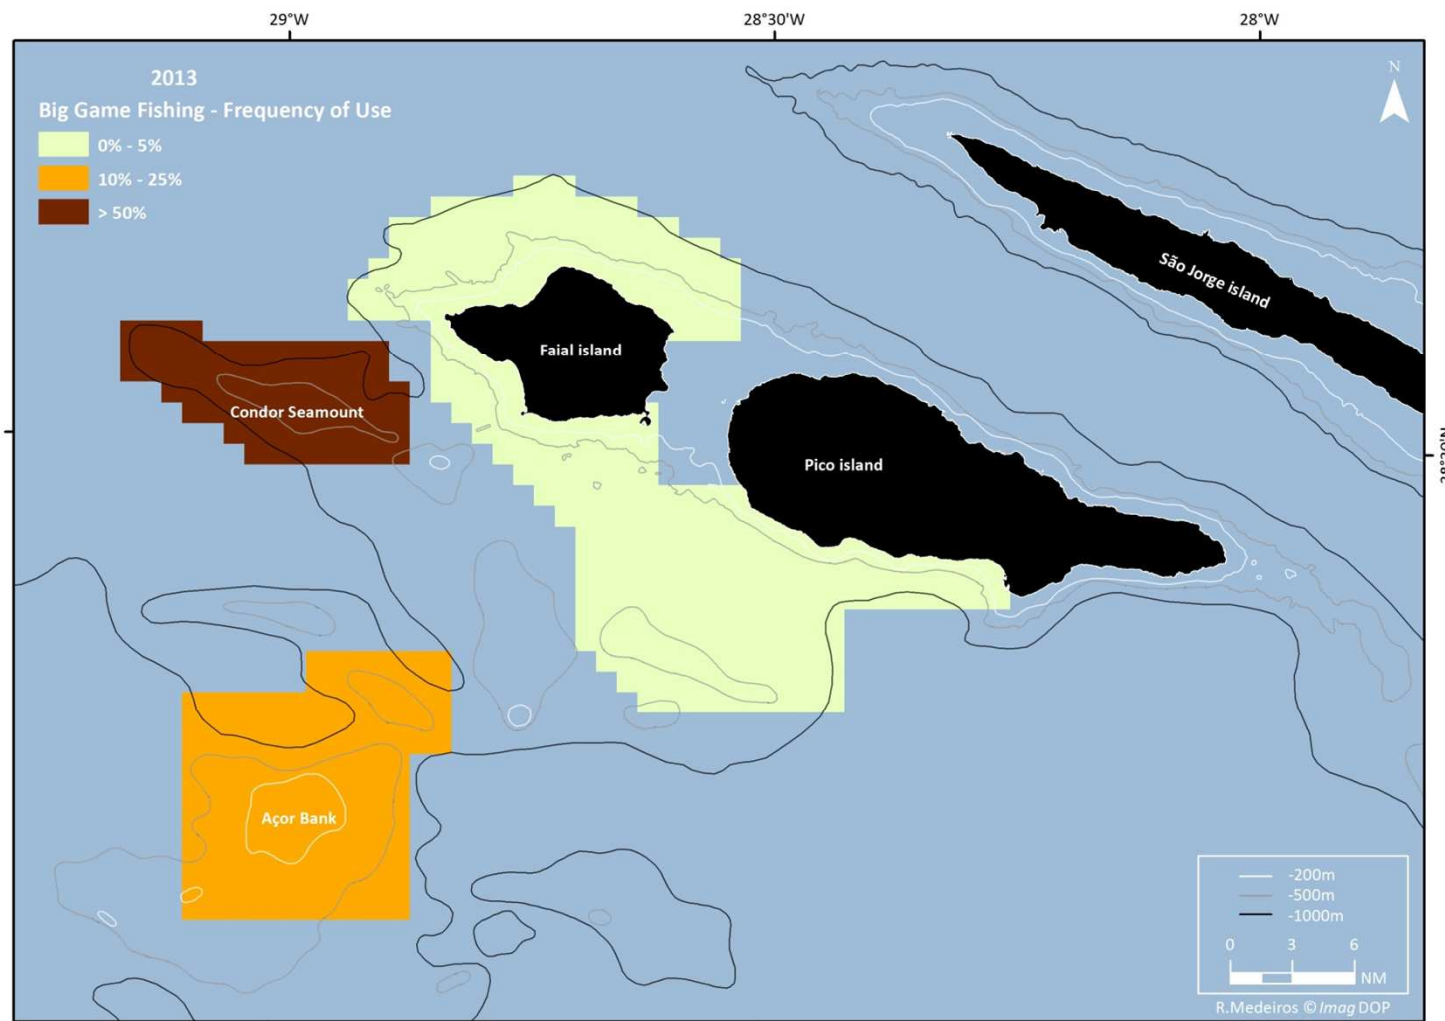 29°W
28°30'W
28°W
2013
Big Game Fishing - Frequency of Use
0% - 5%
10% - 25%
> 50%
N
São Jorge island
Faial island
Condor Seamount
Pico island
Açor Bank
-200m
-500m
-1000m
0 3 6
NM
R.Medeiros © Imag DOP